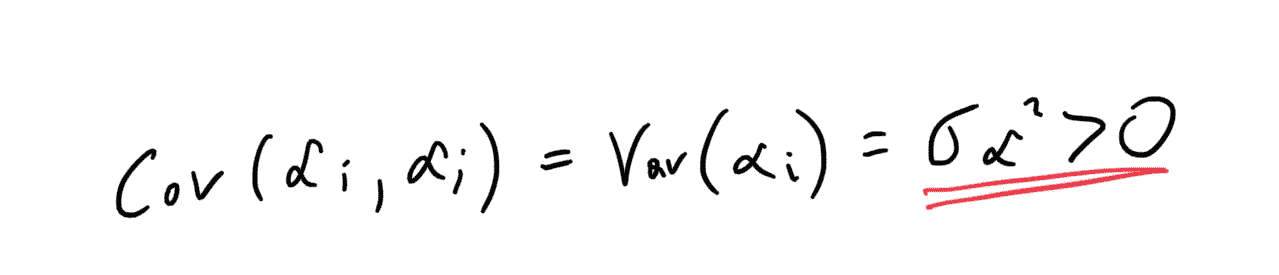 Cov(αi, αi) = Var(αi) = σα² > 0